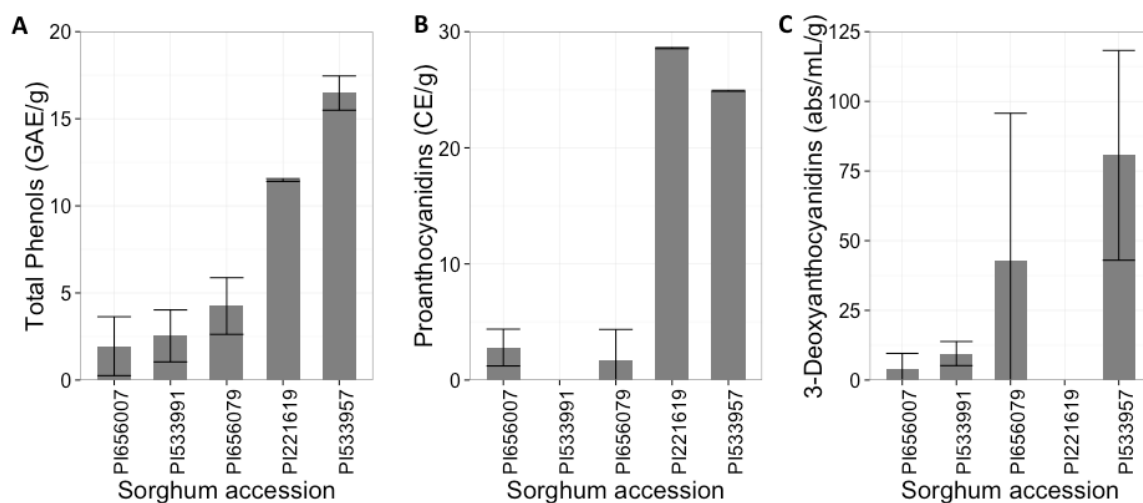 A
Total Phenols (GAE/g)
20
15
10
5
0
PI656007
PI533991
PI656079
PI221619
PI533957
Sorghum accession
B
Proanthocyanidins (CE/g)
30
20
10
0
PI656007
PI533991
PI656079
PI221619
PI533957
Sorghum accession
C
3-Deoxyanthocyanidins (abs/mL/g)
125
100
75
50
25
0
PI656007
PI533991
PI656079
PI221619
PI533957
Sorghum accession